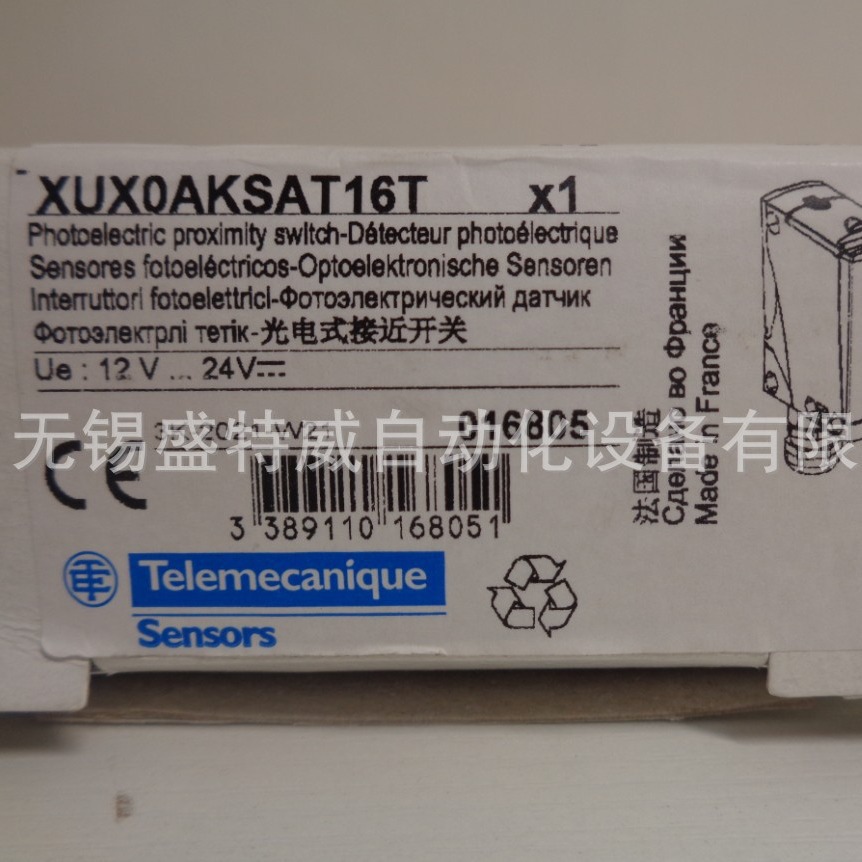 XUX0AKSAT16T x1
Photoelectric proximity switch-Détecteur photoélectrique
Sensores fotoeléctricos-Optoelektronische Sensoren
Interruttori fotoelettrici-Фотоэлектрический датчик
Фотоэлектрлі тетік-光电式接近开关
Ue : 12 V ... 24V
016805
无锡盛特威自动化设备有限
CE
3 389110 168051
Telemecanique
Sensors
法国制造
Сделано во Франции
Made in France